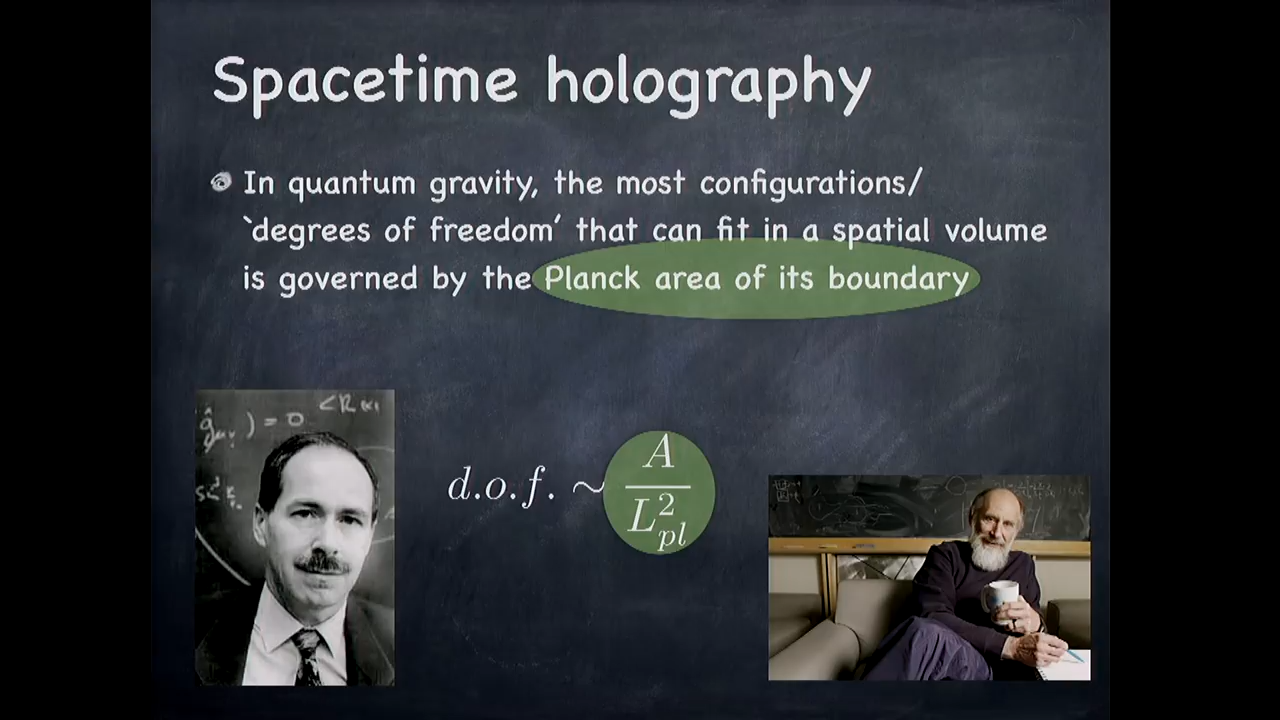 Spacetime holography
In quantum gravity, the most configurations/
`degrees of freedom’ that can fit in a spatial volume
is governed by the Planck area of its boundary
d.o.f. ~ A / L²pl
) = 0